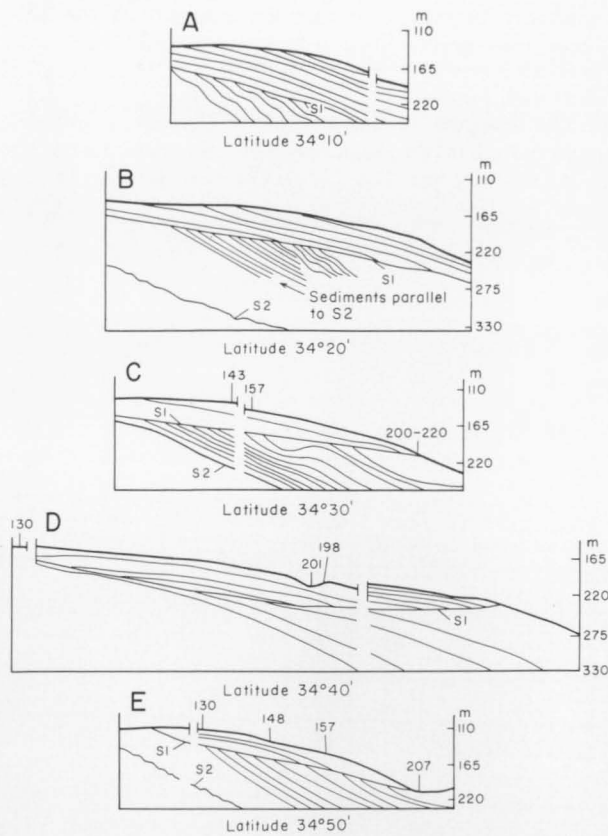 A
m
110
165
220
S1
Latitude 34°10'
B
m
110
165
220
275
330
S1
Sediments parallel
to S2
S2
Latitude 34°20'
C
143
157
m
110
165
220
S1
200-220
S2
Latitude 34°30'
D
130
m
165
220
275
330
198
201
S1
Latitude 34°40'
E
130
148
157
m
110
165
220
S1
S2
207
Latitude 34°50'